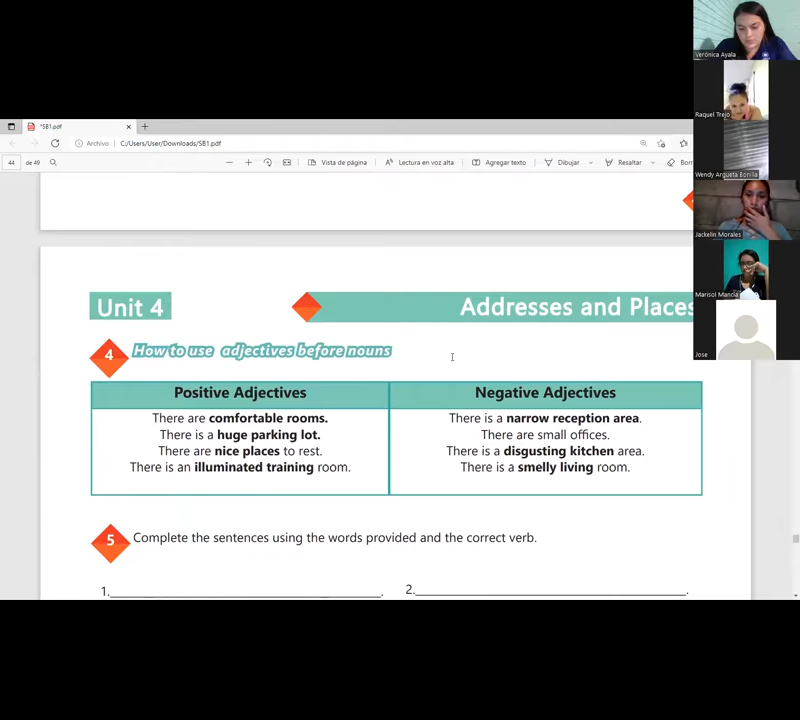 Verónica Ayala
Raquel Trejo
Wendy Argueta Bonilla
Jackelin Morales
Marisol Mancia
Jose
*SB1.pdf
Archivo | C:/Users/User/Downloads/SB1.pdf
44 de 49
Vista de página
Lectura en voz alta
Agregar texto
Dibujar
Resaltar
Borr
Unit 4
Addresses and Places
4 How to use adjectives before nouns
Positive Adjectives
There are comfortable rooms.
There is a huge parking lot.
There are nice places to rest.
There is an illuminated training room.
Negative Adjectives
There is a narrow reception area.
There are small offices.
There is a disgusting kitchen area.
There is a smelly living room.
5 Complete the sentences using the words provided and the correct verb.
1.
2.